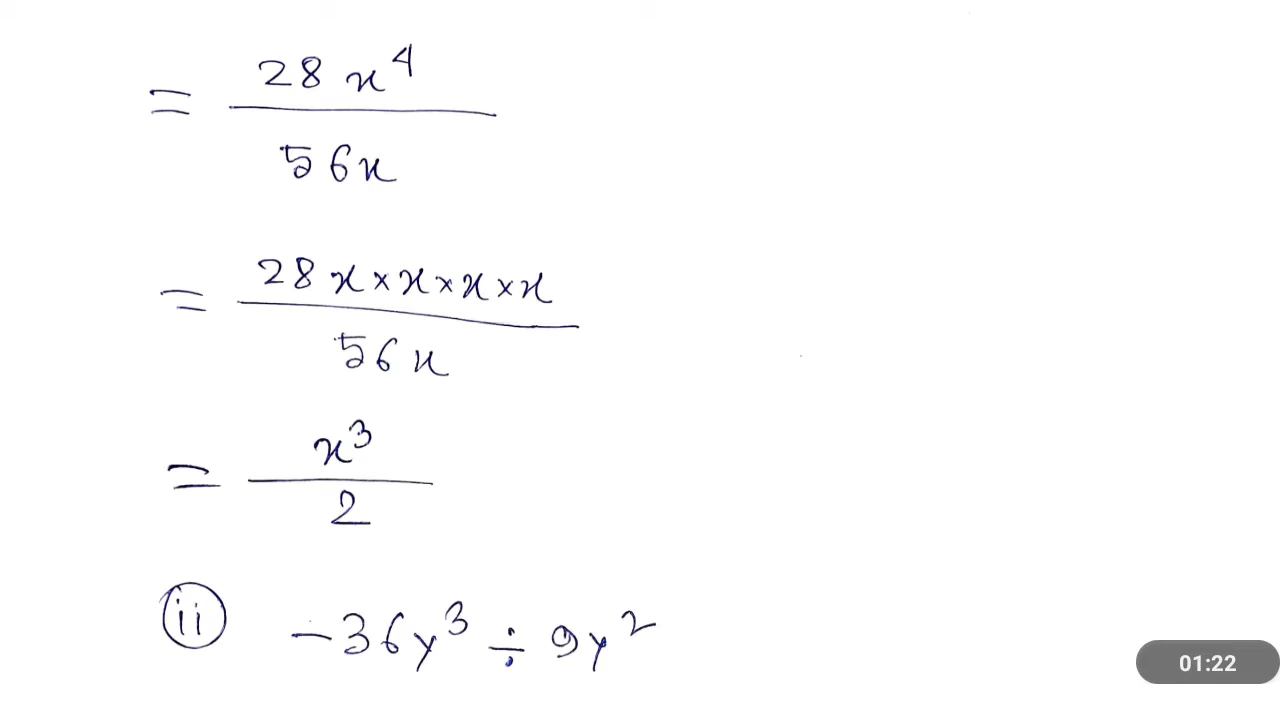 = 28x⁴ / 56x
= 28x × x × x × x / 56x
= x³ / 2
(ii) -36y³ ÷ 9y²
01:22